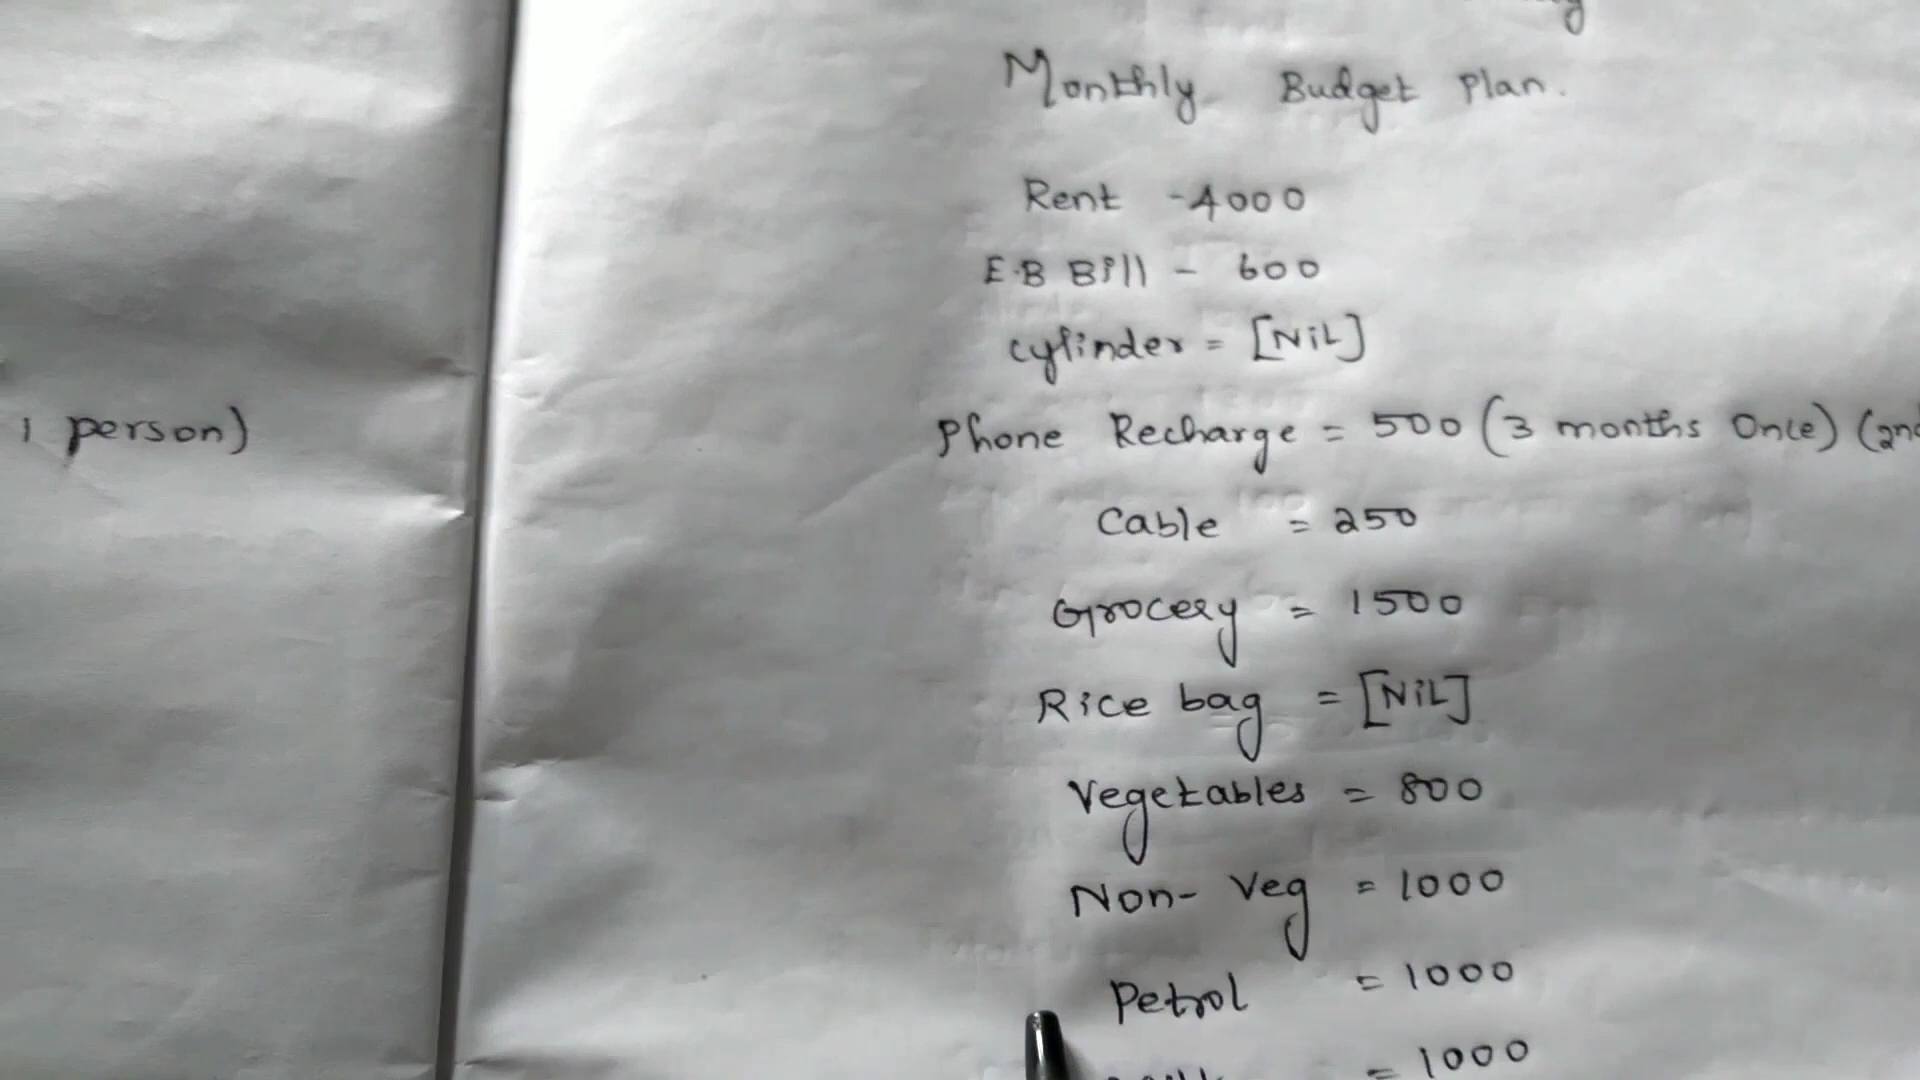 Monthly Budget Plan.
Rent - 4000
E.B Bill - 600
cylinder = [NiL]
1 person)
Phone Recharge = 500 (3 months Once) (2nd
Cable = 250
Grocery = 1500
Rice bag = [NiL]
Vegetables = 800
Non-Veg = 1000
Petrol = 1000
= 1000